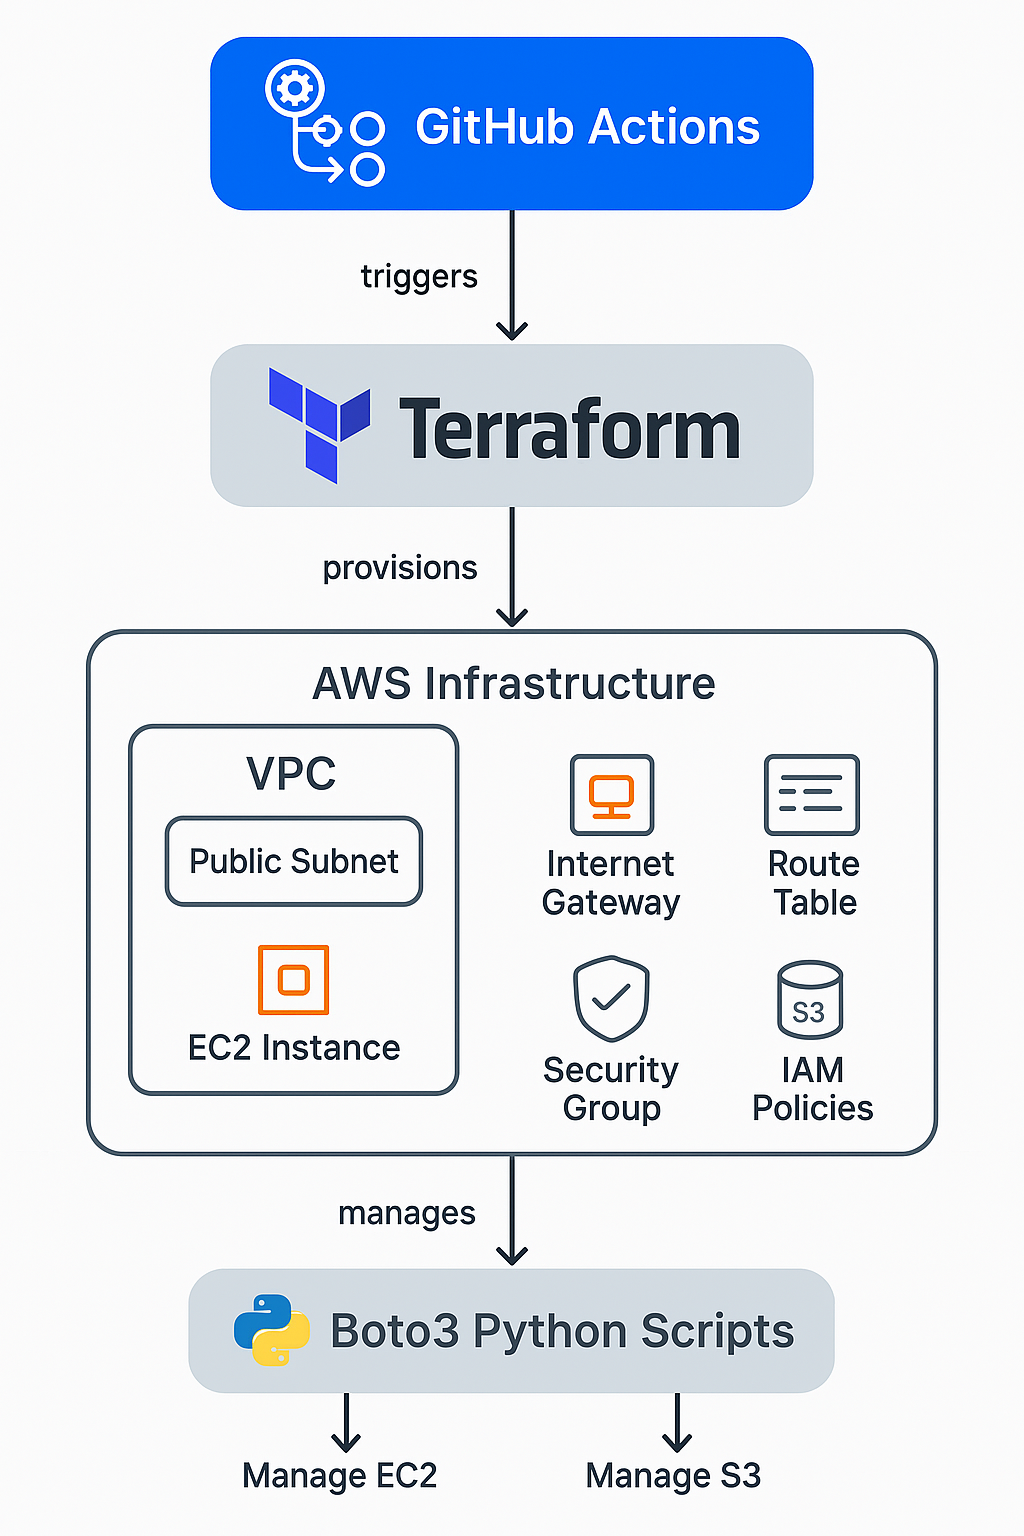 GitHub Actions
triggers
Terraform
provisions
AWS Infrastructure
VPC
Public Subnet
EC2 Instance
Internet
Gateway
Route
Table
Security
Group
S3
IAM
Policies
manages
Boto3 Python Scripts
Manage EC2
Manage S3